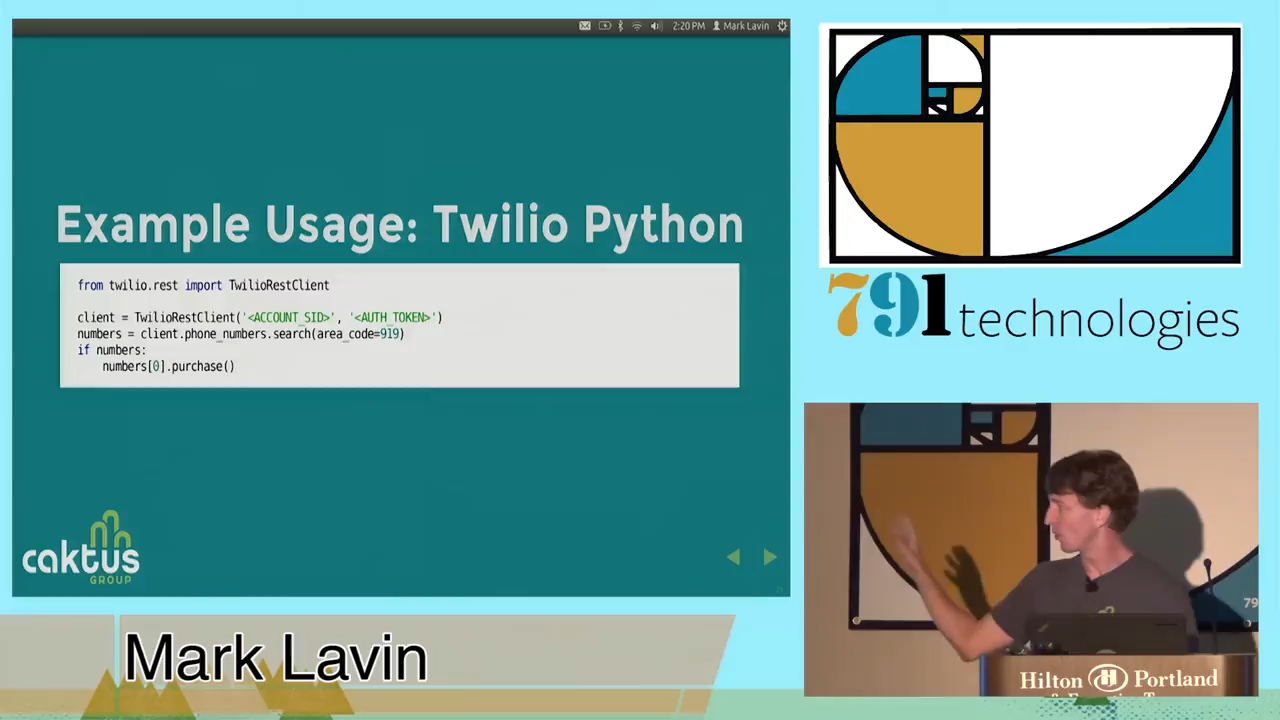 2:20 PM Mark Lavin
Example Usage: Twilio Python
from twilio.rest import TwilioRestClient
client = TwilioRestClient('<ACCOUNT_SID>', '<AUTH_TOKEN>')
numbers = client.phone_numbers.search(area_code=919)
if numbers:
numbers[0].purchase()
caktus
GROUP
791 technologies
79
Hilton Portland
Mark Lavin